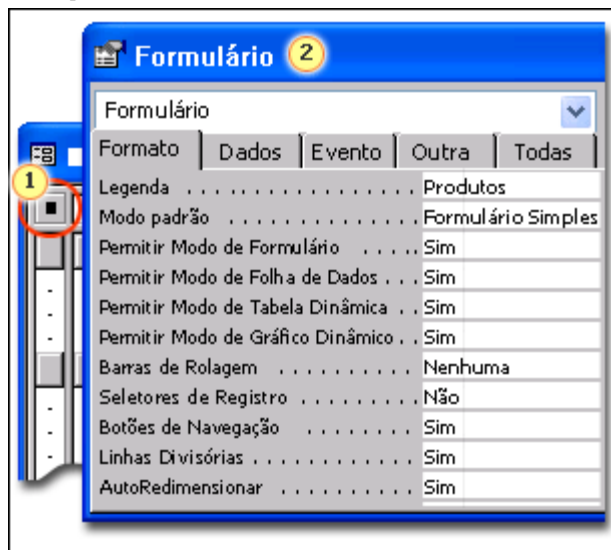 Formulário 2
Formulário
Formato Dados Evento Outra Todas
1
Legenda . . . . . . . . . . . . . . . . . . Produtos
Modo padrão . . . . . . . . . . . . . . Formulário Simples
Permitir Modo de Formulário . . . . . Sim
Permitir Modo de Folha de Dados . . . Sim
Permitir Modo de Tabela Dinâmica . . Sim
Permitir Modo de Gráfico Dinâmico . . Sim
Barras de Rolagem . . . . . . . . . . Nenhuma
Seletores de Registro . . . . . . . . . Não
Botões de Navegação . . . . . . . . Sim
Linhas Divisórias . . . . . . . . . . . . Sim
AutoRedimensionar . . . . . . . . . . Sim